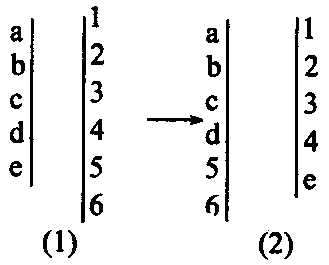 a 1 a 1
b 2 b 2
c 3 c 3
d 4 d 4
e 5 5 e
6 6
(1) (2)